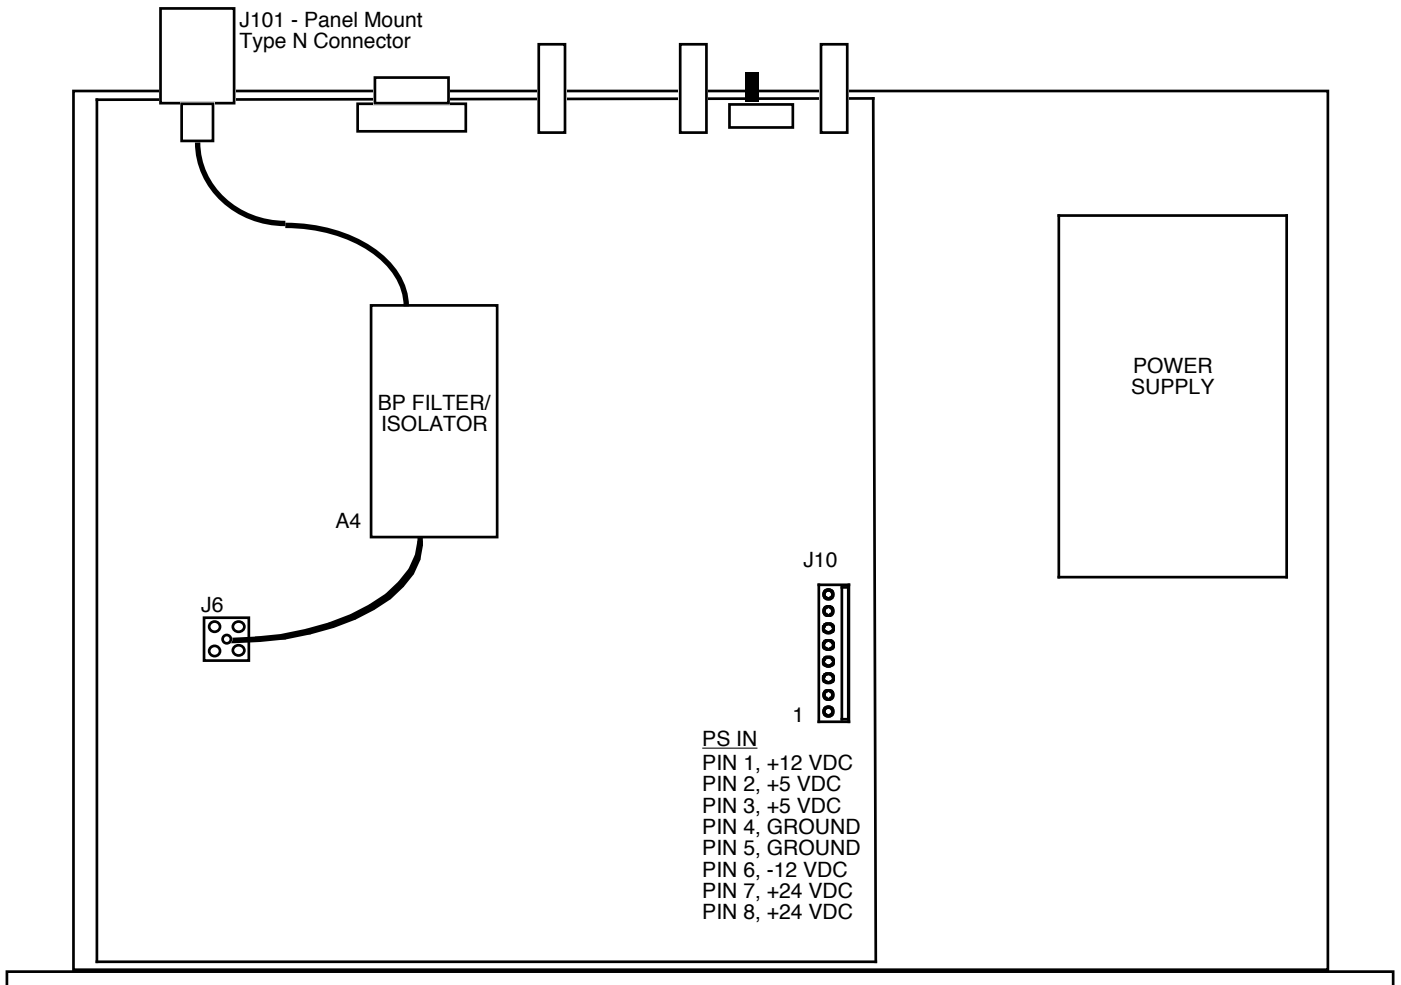 J101 - Panel Mount
Type N Connector
POWER
SUPPLY
BP FILTER/
ISOLATOR
A4
J10
J6
1
PS IN
PIN 1, +12 VDC
PIN 2, +5 VDC
PIN 3, +5 VDC
PIN 4, GROUND
PIN 5, GROUND
PIN 6, -12 VDC
PIN 7, +24 VDC
PIN 8, +24 VDC